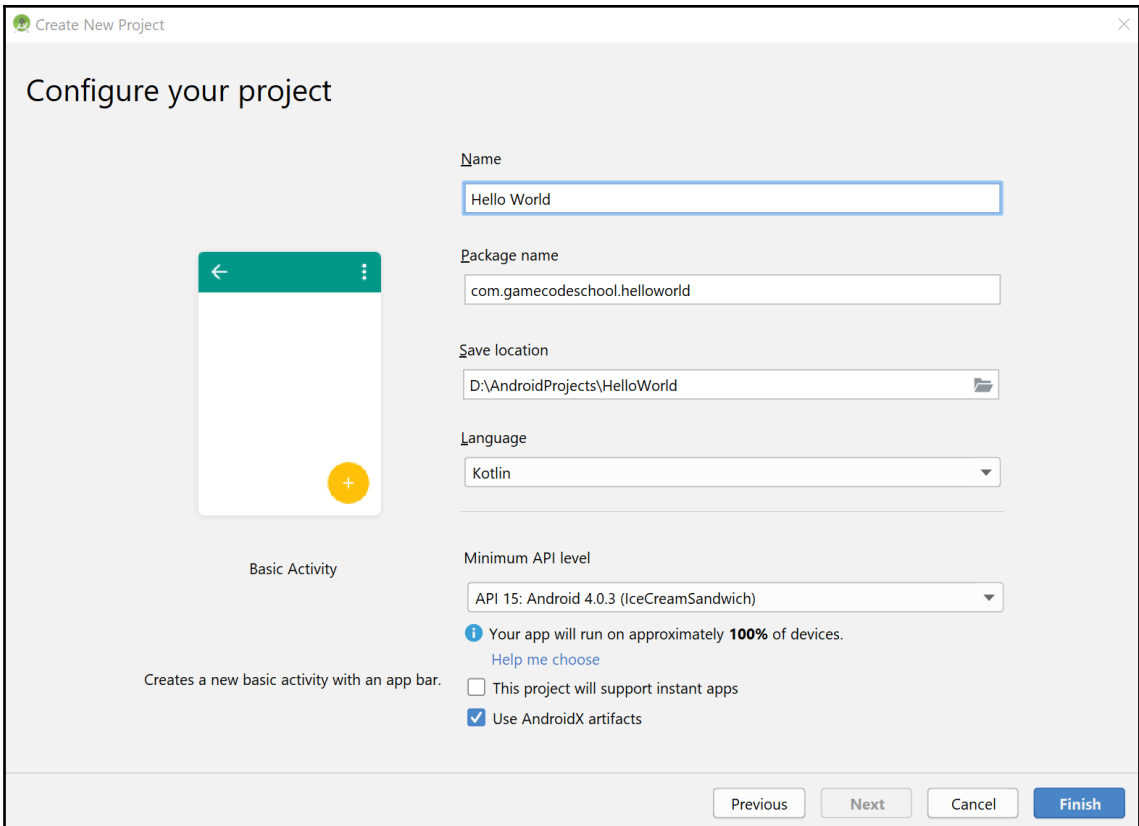 Create New Project
Configure your project
Name
Hello World
Package name
com.gamecodeschool.helloworld
Save location
D:\AndroidProjects\HelloWorld
Language
Kotlin
Basic Activity
Minimum API level
API 15: Android 4.0.3 (IceCreamSandwich)
Your app will run on approximately 100% of devices.
Help me choose
Creates a new basic activity with an app bar.
This project will support instant apps
Use AndroidX artifacts
Previous
Next
Cancel
Finish